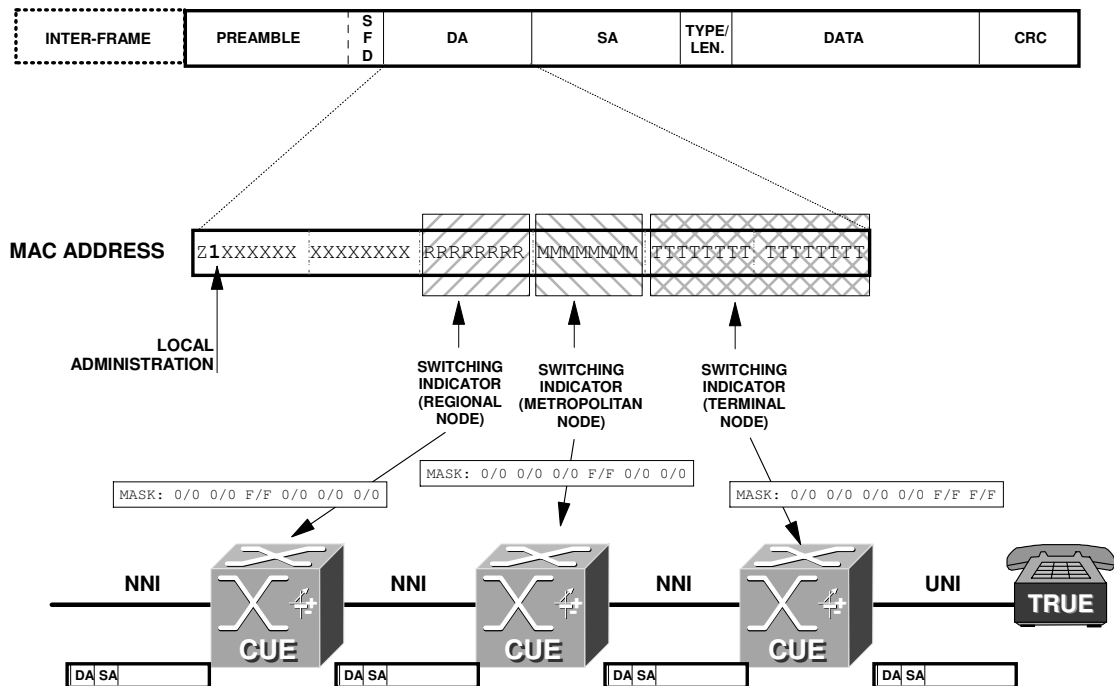 INTER-FRAME PREAMBLE SFD DA SA TYPE/LEN. DATA CRC
MAC ADDRESS Z1XXXXXX XXXXXXXX RRRRRRRR MMMMMMMM TTTTTTTT TTTTTTTT
LOCAL
ADMINISTRATION
SWITCHING
INDICATOR
(REGIONAL
NODE)
SWITCHING
INDICATOR
(METROPOLITAN
NODE)
SWITCHING
INDICATOR
(TERMINAL
NODE)
MASK: 0/0 0/0 F/F 0/0 0/0 0/0
MASK: 0/0 0/0 0/0 F/F 0/0 0/0
MASK: 0/0 0/0 0/0 0/0 F/F F/F
NNI NNI NNI UNI
CUE CUE CUE TRUE
DA SA DA SA DA SA DA SA